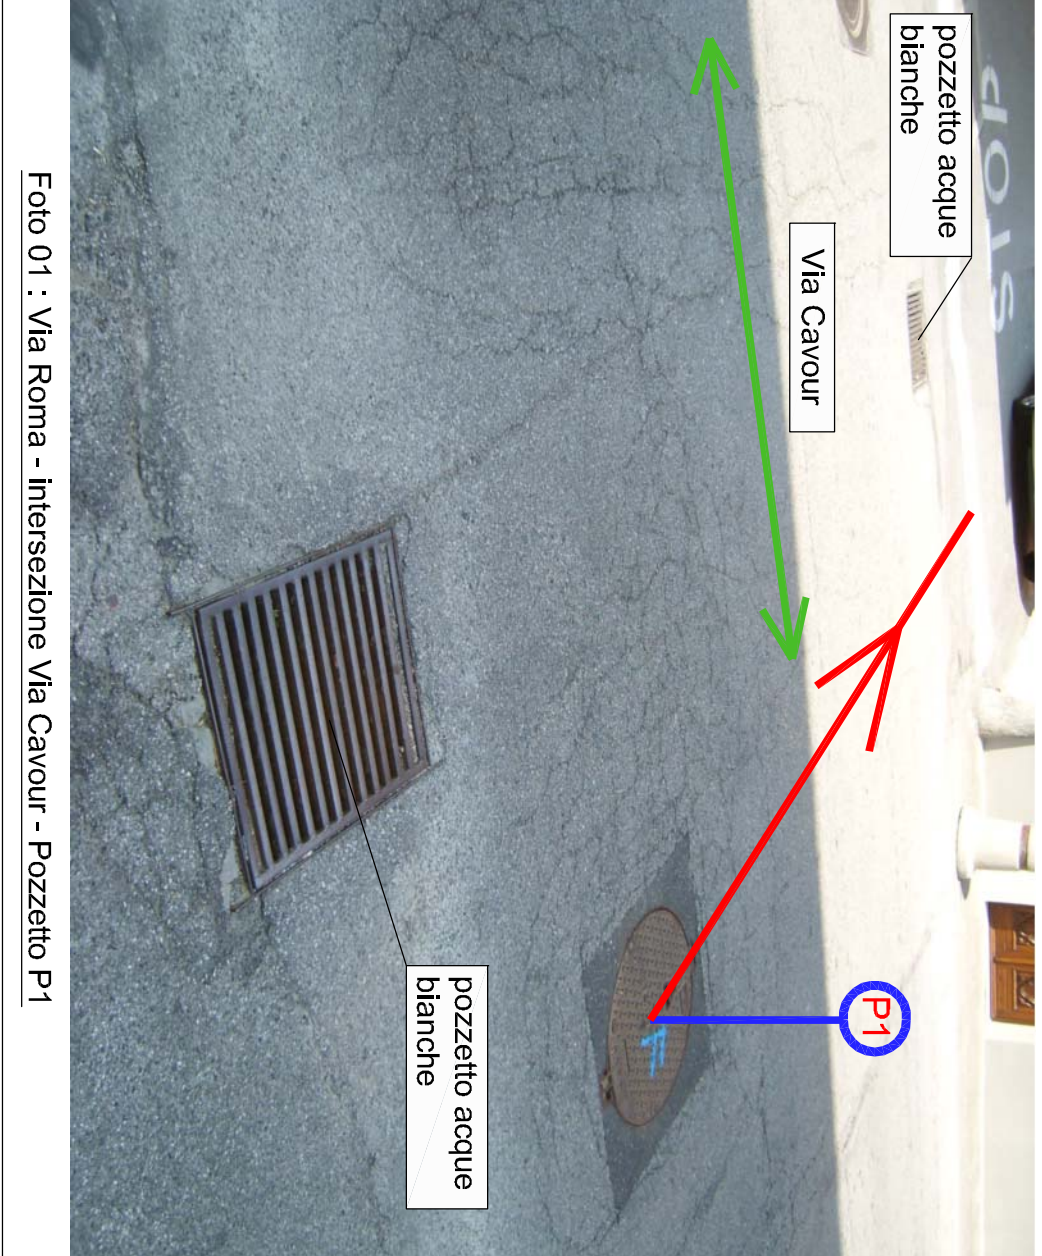 STOP
pozzetto acque
bianche
Via Cavour
P1
pozzetto acque
bianche
Foto 01 : Via Roma - intersezione Via Cavour - Pozzetto P1